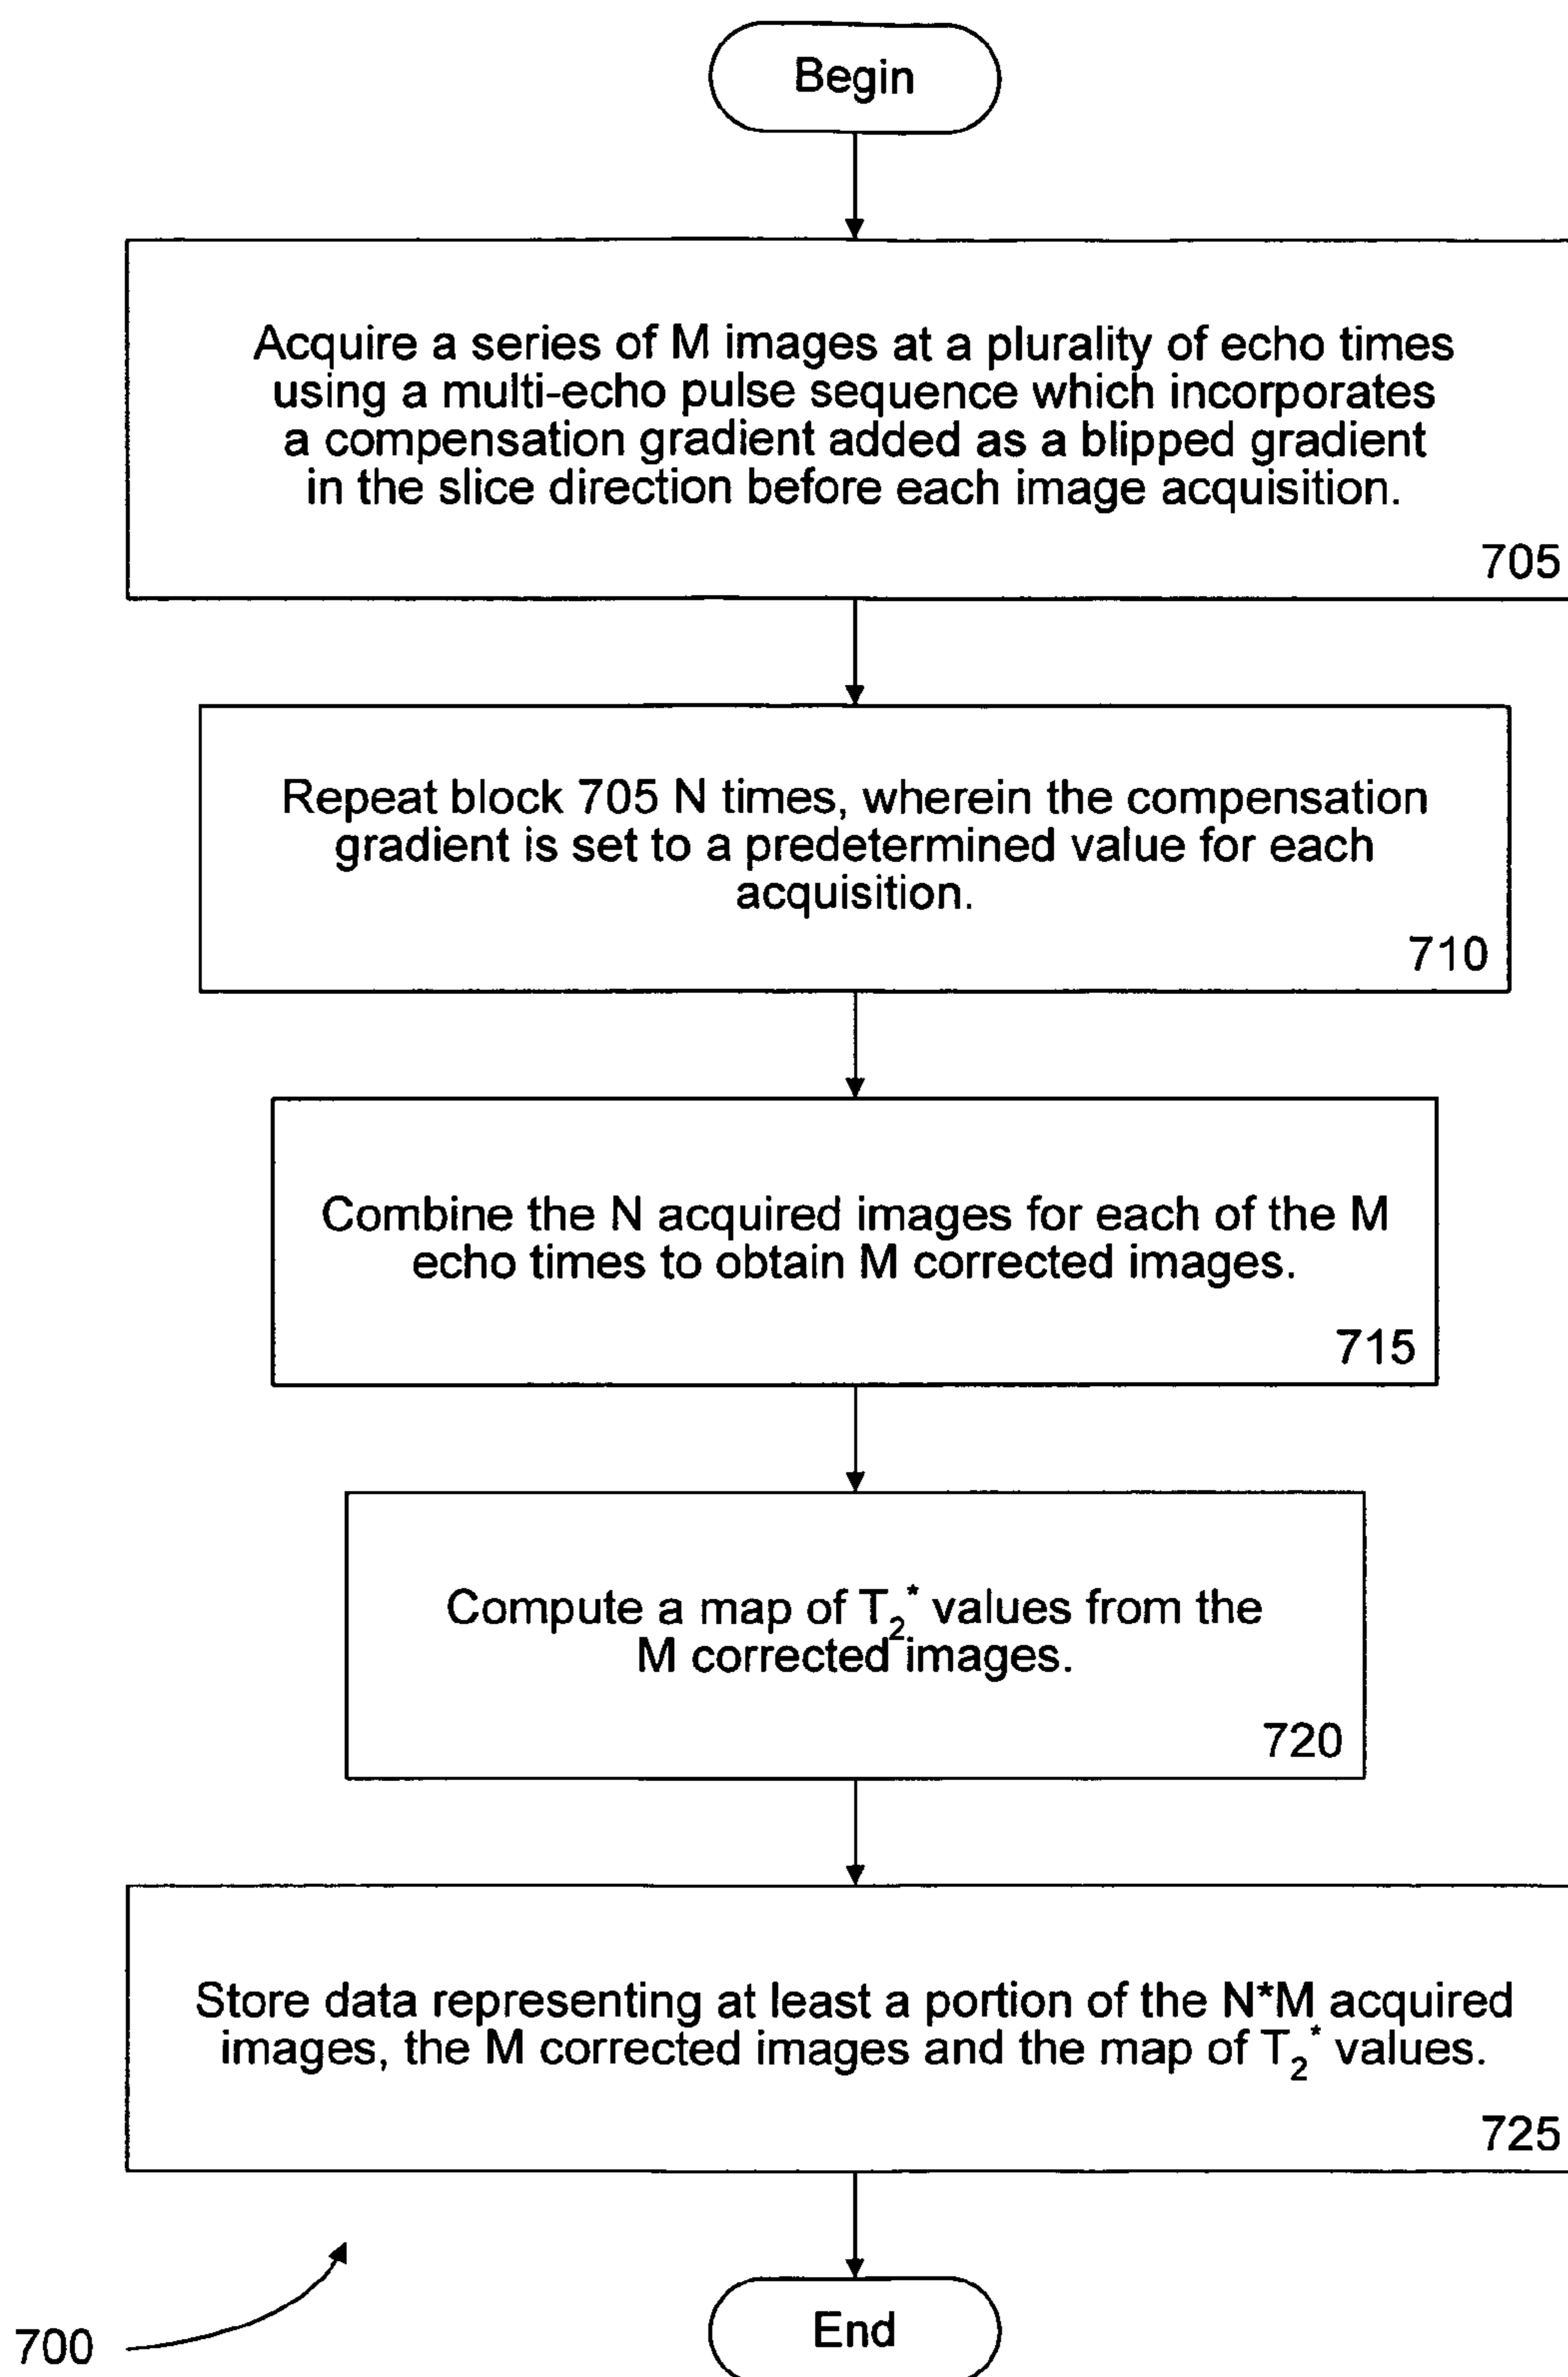 Begin
Acquire a series of M images at a plurality of echo times
using a multi-echo pulse sequence which incorporates
a compensation gradient added as a blipped gradient
in the slice direction before each image acquisition.
705
Repeat block 705 N times, wherein the compensation
gradient is set to a predetermined value for each
acquisition.
710
Combine the N acquired images for each of the M
echo times to obtain M corrected images.
715
Compute a map of T₂* values from the
M corrected images.
720
Store data representing at least a portion of the N*M acquired
images, the M corrected images and the map of T₂* values.
725
700
End